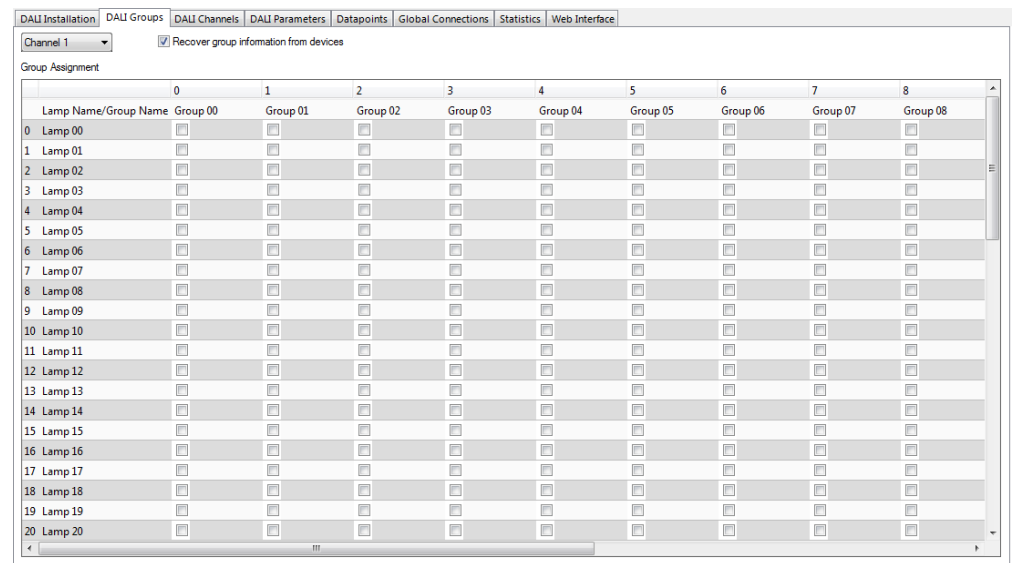 DALI Installation DALI Groups DALI Channels DALI Parameters Datapoints Global Connections Statistics Web Interface
Channel 1 Recover group information from devices
Group Assignment
0 1 2 3 4 5 6 7 8
Lamp Name/Group Name Group 00 Group 01 Group 02 Group 03 Group 04 Group 05 Group 06 Group 07 Group 08
0 Lamp 00
1 Lamp 01
2 Lamp 02
3 Lamp 03
4 Lamp 04
5 Lamp 05
6 Lamp 06
7 Lamp 07
8 Lamp 08
9 Lamp 09
10 Lamp 10
11 Lamp 11
12 Lamp 12
13 Lamp 13
14 Lamp 14
15 Lamp 15
16 Lamp 16
17 Lamp 17
18 Lamp 18
19 Lamp 19
20 Lamp 20